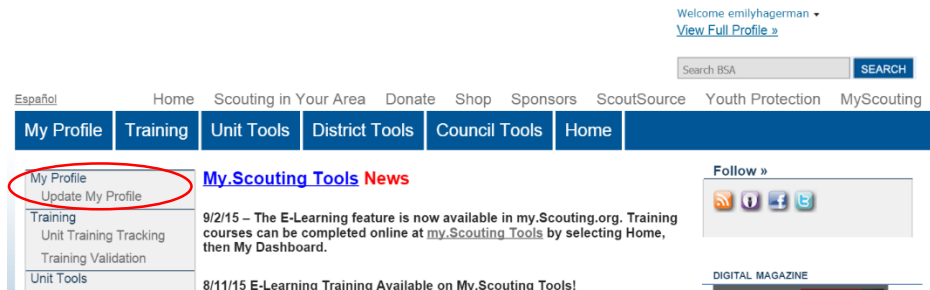 Welcome emilyhagerman
View Full Profile »
Search BSA
SEARCH
Español Home Scouting in Your Area Donate Shop Sponsors ScoutSource Youth Protection MyScouting
My Profile Training Unit Tools District Tools Council Tools Home
My Profile
Update My Profile
Training
Unit Training Tracking
Training Validation
Unit Tools
My.Scouting Tools News
9/2/15 – The E-Learning feature is now available in my.Scouting.org. Training
courses can be completed online at my.Scouting Tools by selecting Home,
then My Dashboard.
8/11/15 E-Learning Training Available on My.Scouting Tools!
Follow »
DIGITAL MAGAZINE